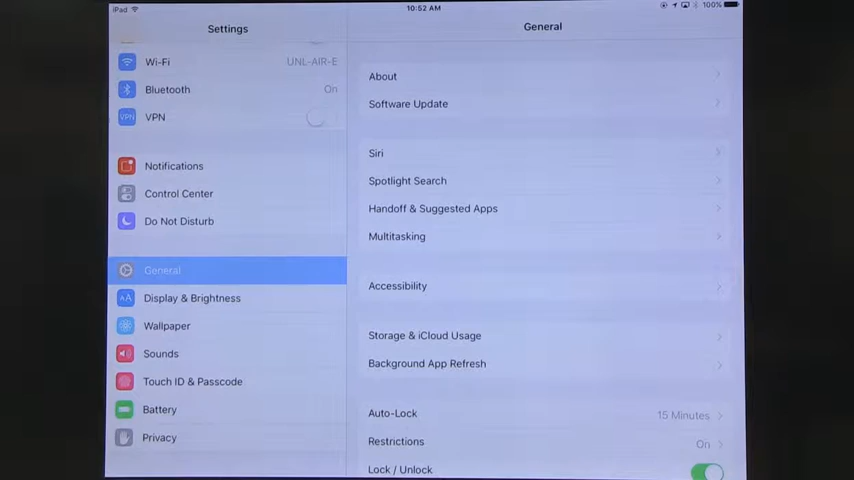 iPad
10:52 AM
100%
Settings
General
Wi-Fi UNL-AIR-E
Bluetooth On
VPN VPN
Notifications
Control Center
Do Not Disturb
General
AA Display & Brightness
Wallpaper
Sounds
Touch ID & Passcode
Battery
Privacy
About
Software Update
Siri
Spotlight Search
Handoff & Suggested Apps
Multitasking
Accessibility
Storage & iCloud Usage
Background App Refresh
Auto-Lock 15 Minutes
Restrictions On
Lock / Unlock